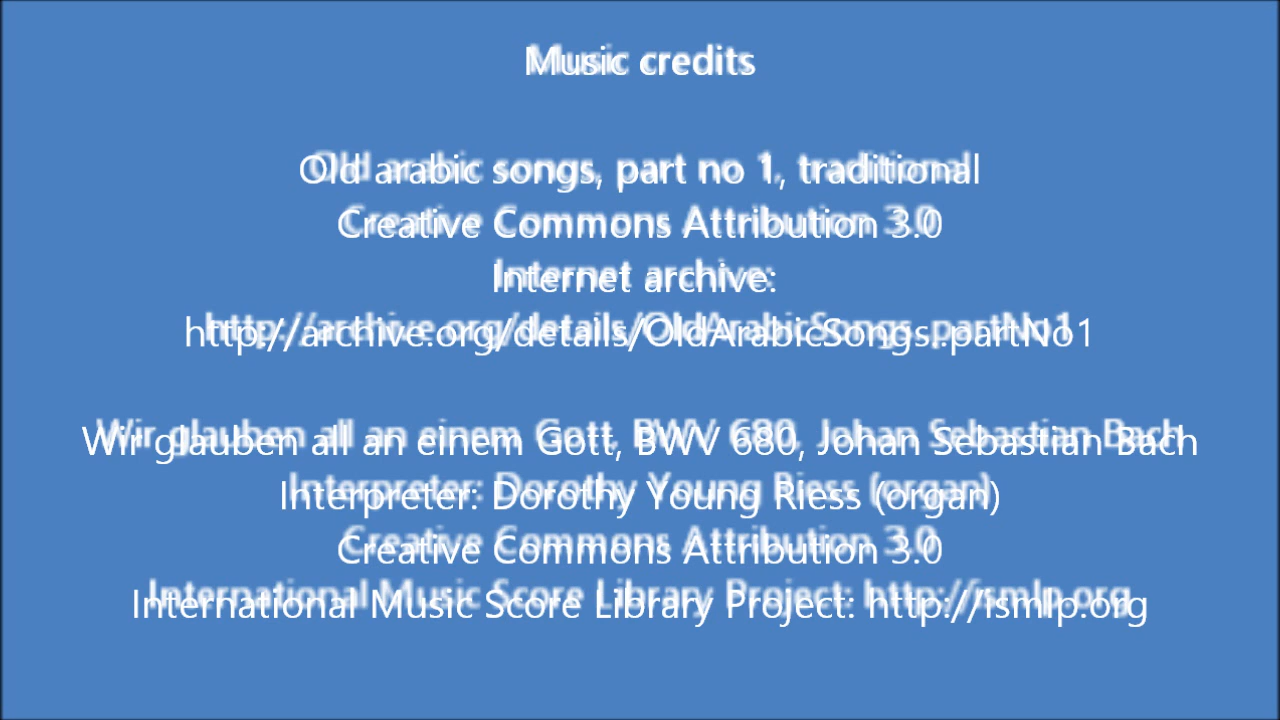 Music credits
Old arabic songs, part no 1, traditional
Creative Commons Attribution 3.0
Internet archive:
http://archive.org/details/OldArabicSongs..partNo1
Wir glauben all an einem Gott, BWV 680, Johan Sebastian Bach
Interpreter: Dorothy Young Riess (organ)
Creative Commons Attribution 3.0
International Music Score Library Project: http://ismlp.org